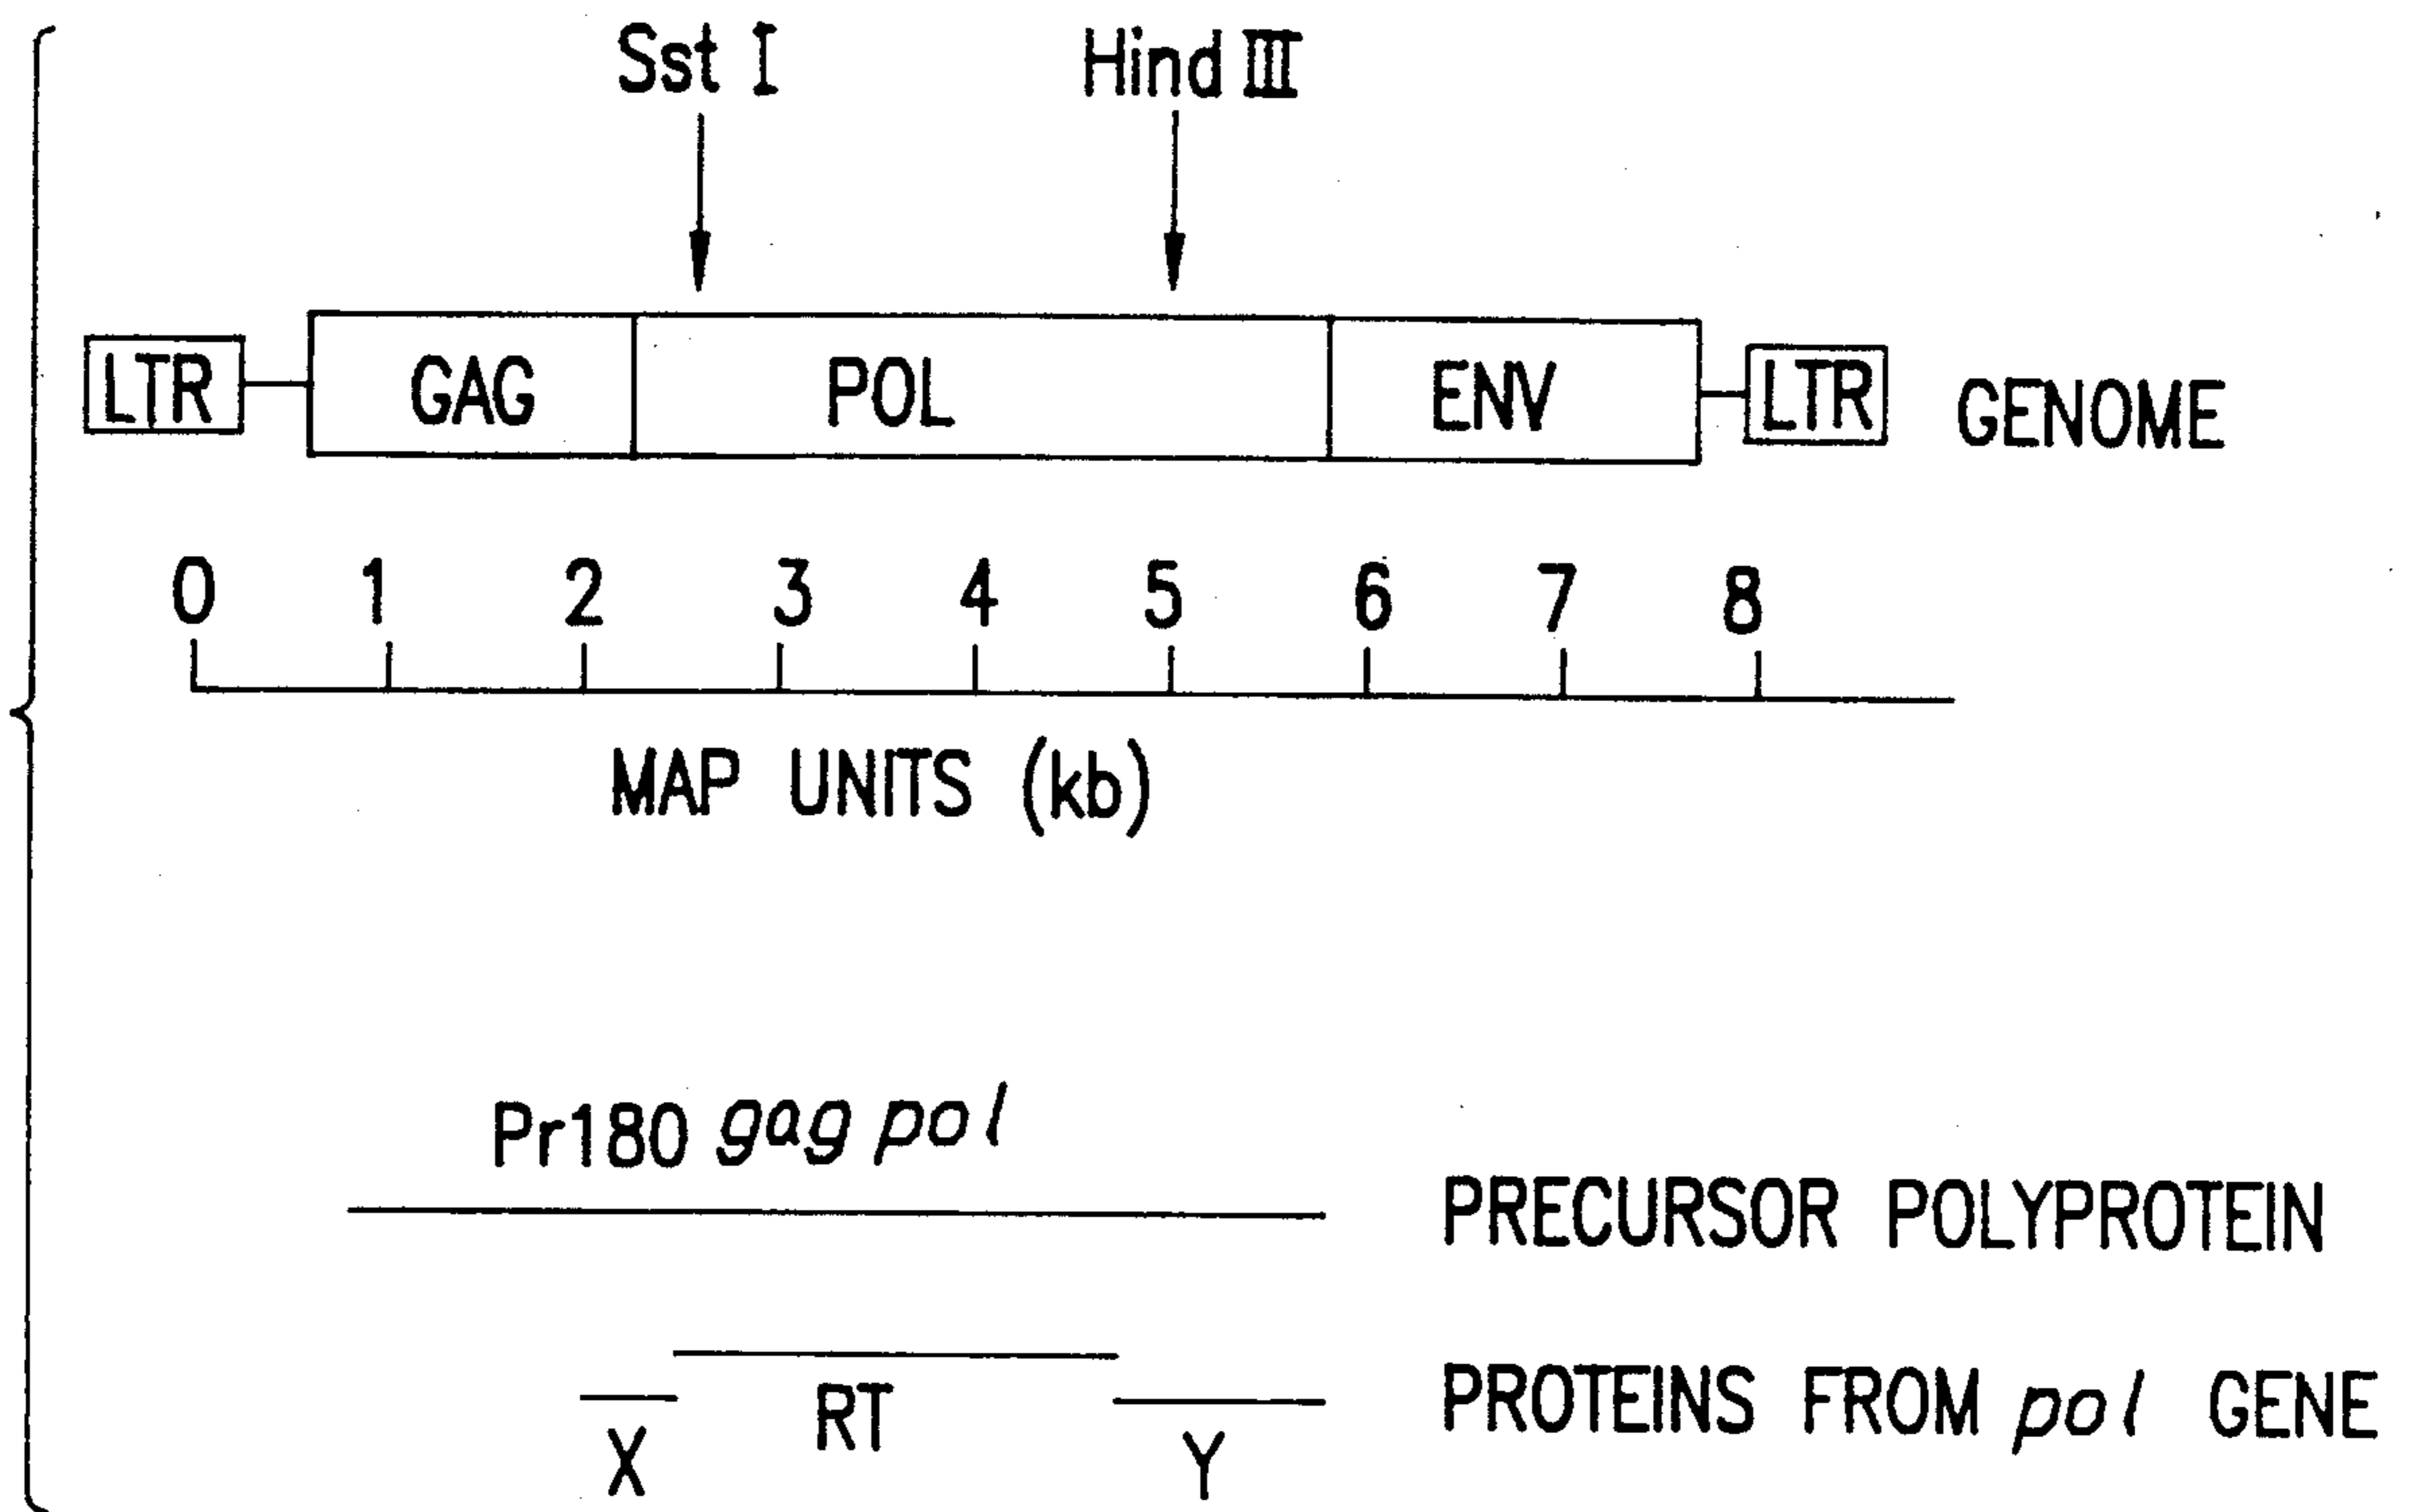 Sst I Hind III
LTR GAG POL ENV LTR GENOME
0 1 2 3 4 5 6 7 8
MAP UNITS (kb)
Pr180 gag pol
PRECURSOR POLYPROTEIN
RT PROTEINS FROM pol GENE
X Y